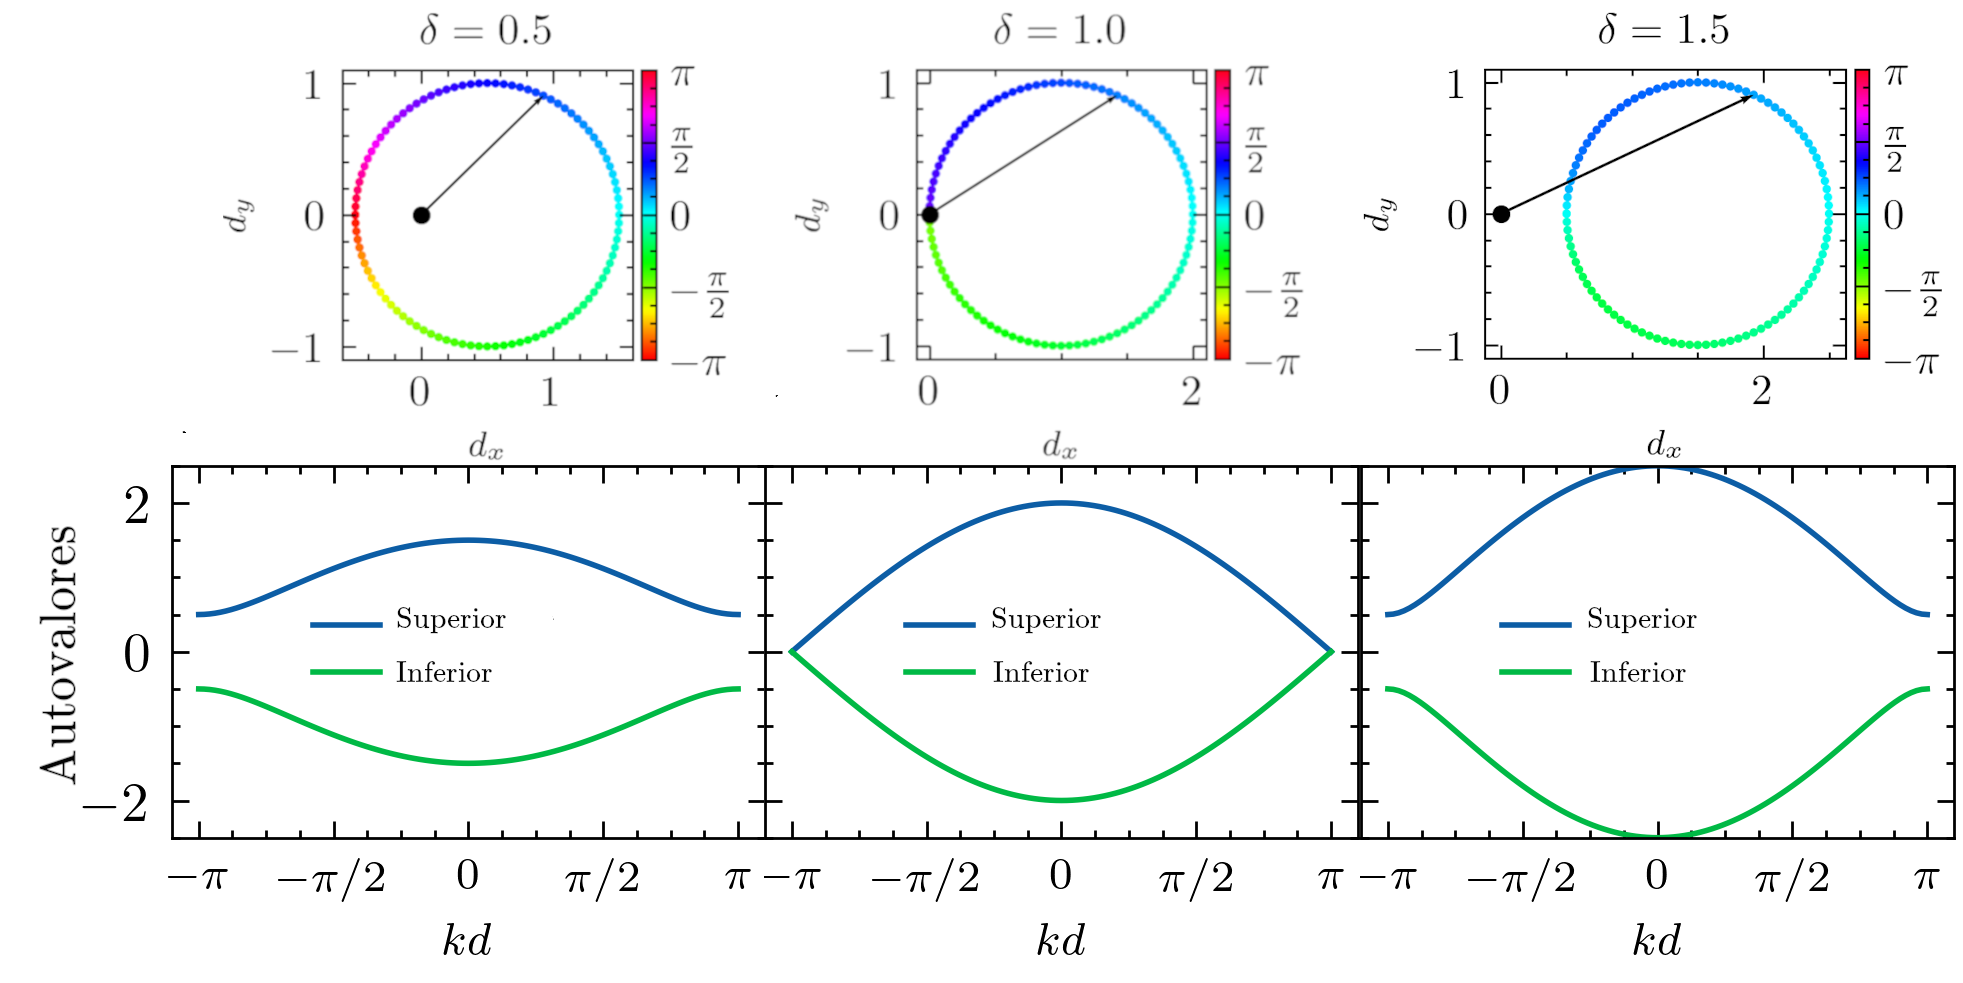 δ = 0.5
δ = 1.0
δ = 1.5
1
0
−1
d_y
0
1
d_x
π
π/2
0
−π/2
−π
1
0
−1
d_y
0
2
d_x
π
π/2
0
−π/2
−π
1
0
−1
d_y
0
2
d_x
π
π/2
0
−π/2
−π
Autovalores
2
0
−2
Superior
Inferior
Superior
Inferior
Superior
Inferior
−π −π/2 0 π/2 π
−π −π/2 0 π/2 π
−π −π/2 0 π/2 π
kd
kd
kd